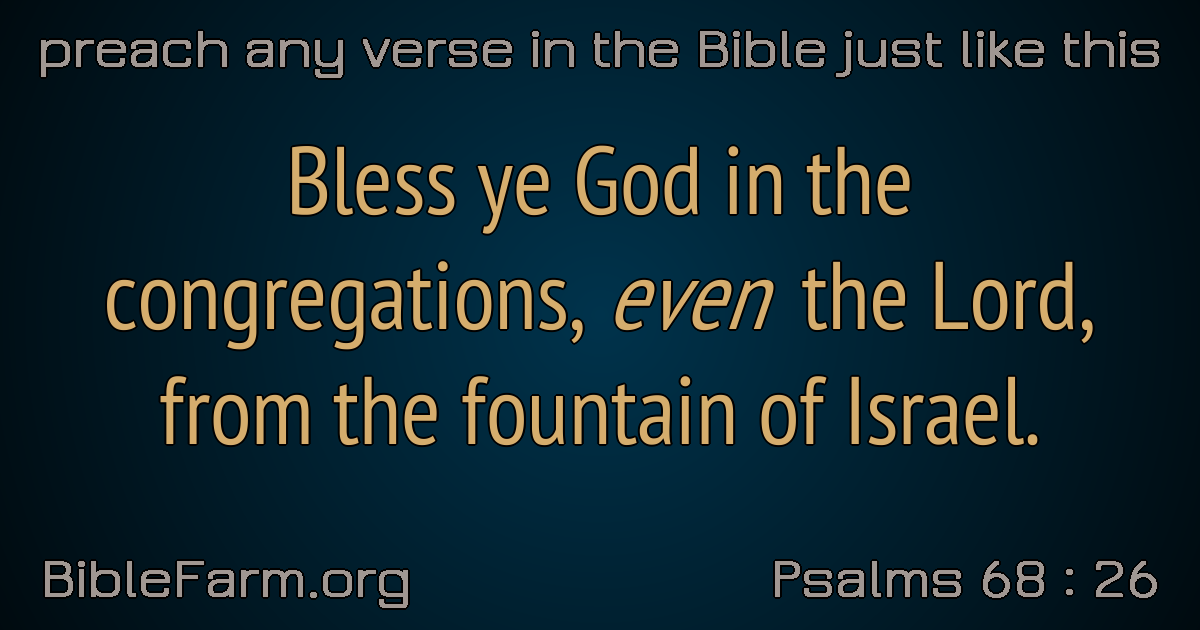 preach any verse in the Bible just like this
Bless ye God in the
congregations, even the Lord,
from the fountain of Israel.
BibleFarm.org
Psalms 68 : 26